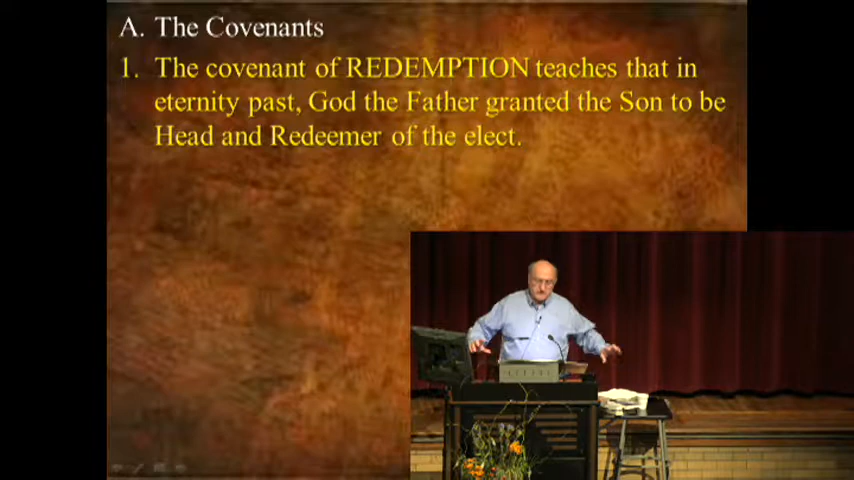 A. The Covenants
1. The covenant of REDEMPTION teaches that in
eternity past, God the Father granted the Son to be
Head and Redeemer of the elect.